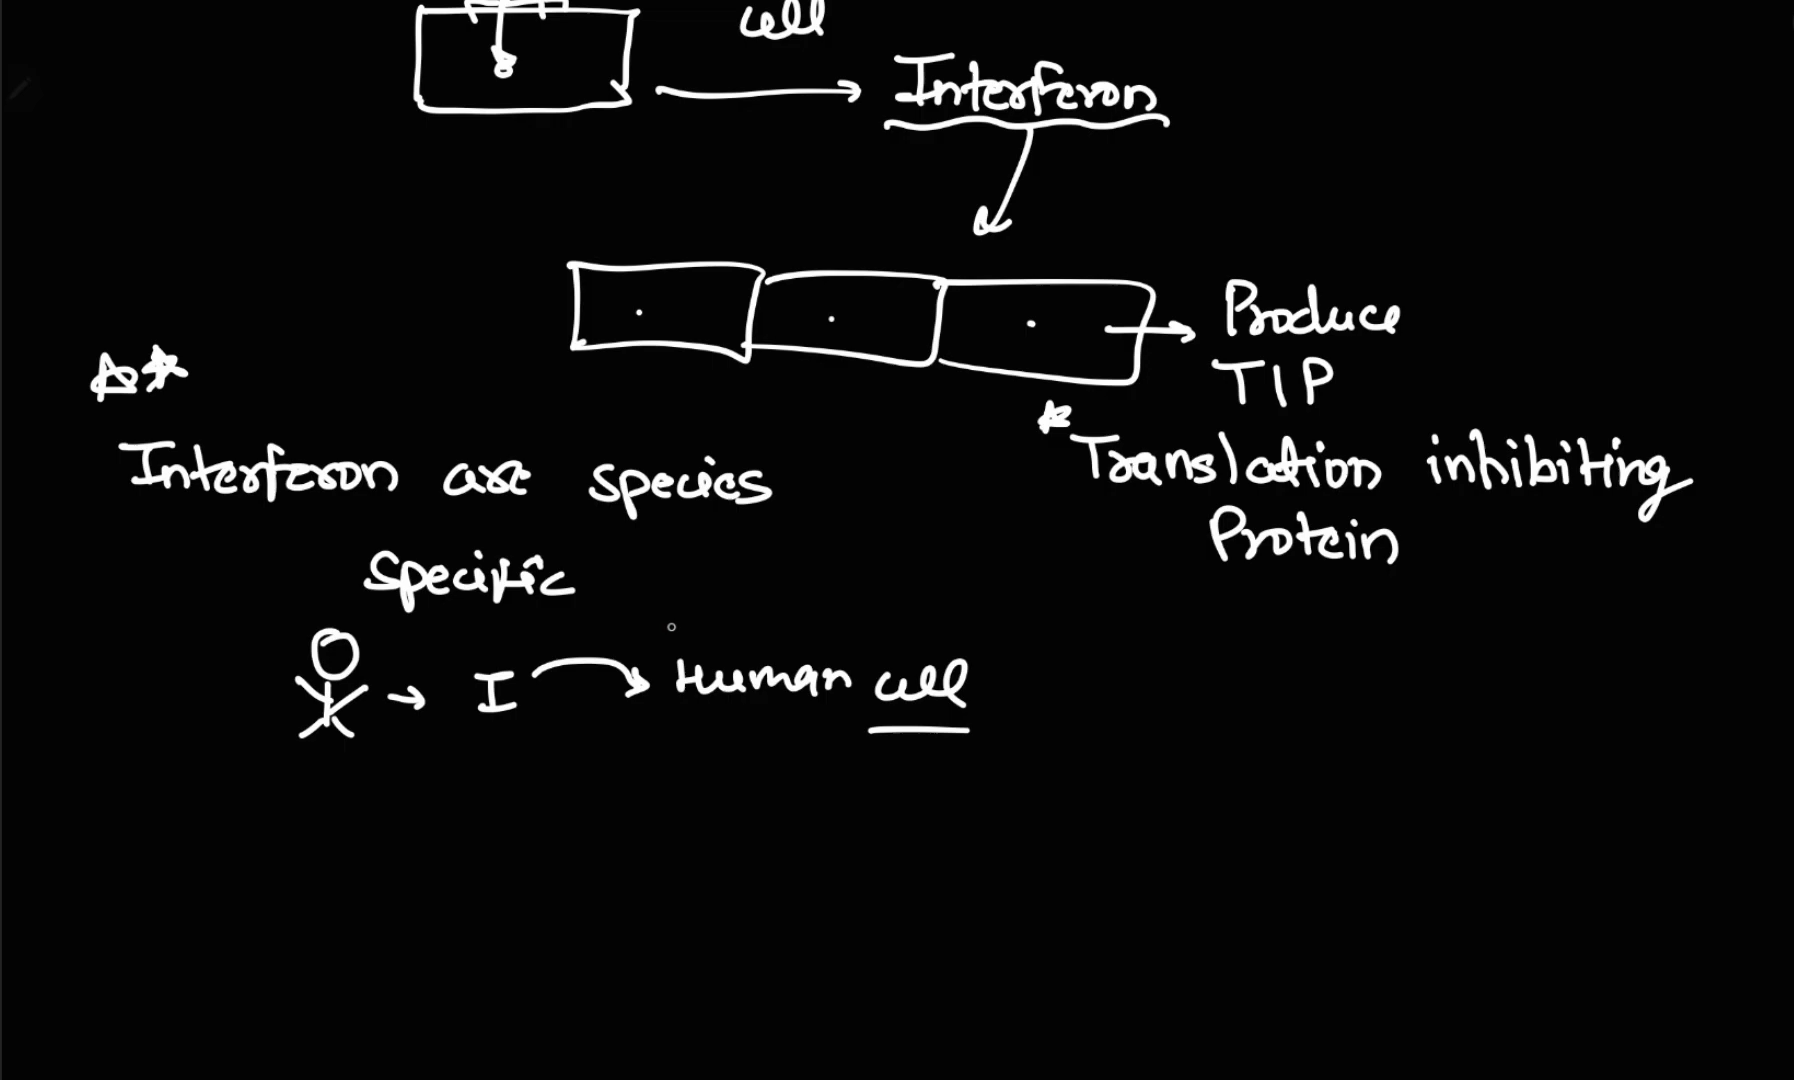 cell
Interferon
Produce
TIP
Translation inhibiting
Protein
Interferon are species
specific
I Human cell